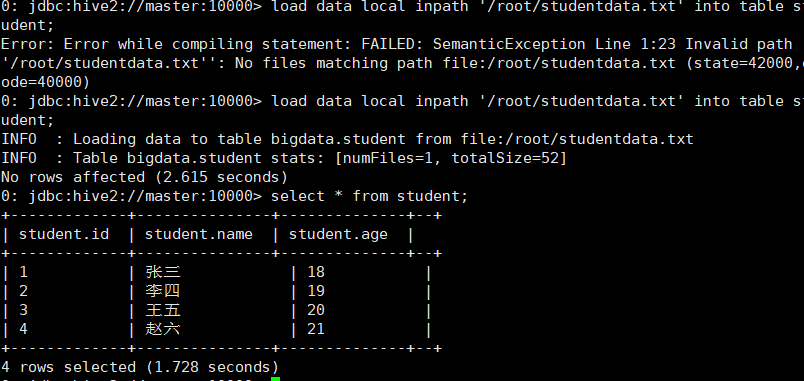 0: jdbc:hive2://master:10000> load data local inpath '/root/studentdata.txt' into table st
udent;
Error: Error while compiling statement: FAILED: SemanticException Line 1:23 Invalid path
'/root/studentdata.txt'': No files matching path file:/root/studentdata.txt (state=42000,c
ode=40000)
0: jdbc:hive2://master:10000> load data local inpath '/root/studentdata.txt' into table st
udent;
INFO  : Loading data to table bigdata.student from file:/root/studentdata.txt
INFO  : Table bigdata.student stats: [numFiles=1, totalSize=52]
No rows affected (2.615 seconds)
0: jdbc:hive2://master:10000> select * from student;
+-------------+---------------+--------------+--+
| student.id  | student.name  | student.age  |
+-------------+---------------+--------------+--+
| 1           | 张三            | 18           |
| 2           | 李四            | 19           |
| 3           | 王五            | 20           |
| 4           | 赵六            | 21           |
+-------------+---------------+--------------+--+
4 rows selected (1.728 seconds)